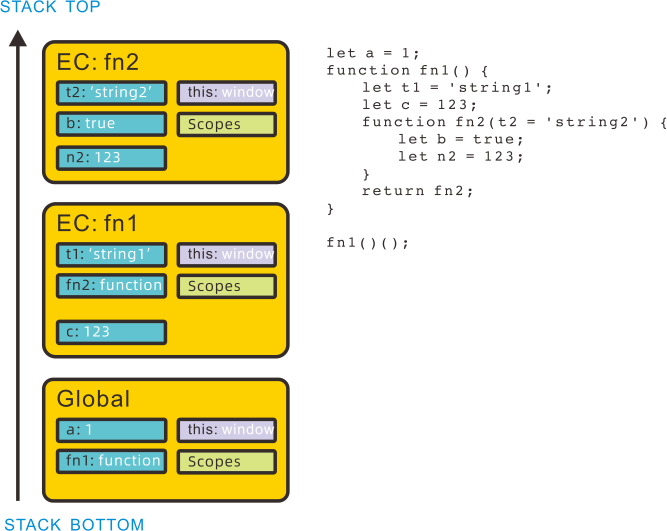 STACK TOP
EC: fn2
t2: ‘string2’ this: window
b: true Scopes
n2: 123
EC: fn1
t1: ‘string1’ this: window
fn2: function Scopes
c: 123
Global
a: 1 this: window
fn1: function Scopes
STACK BOTTOM
let a = 1;
function fn1() {
    let t1 = 'string1';
    let c = 123;
    function fn2(t2 = 'string2') {
        let b = true;
        let n2 = 123;
    }
    return fn2;
}
fn1()();